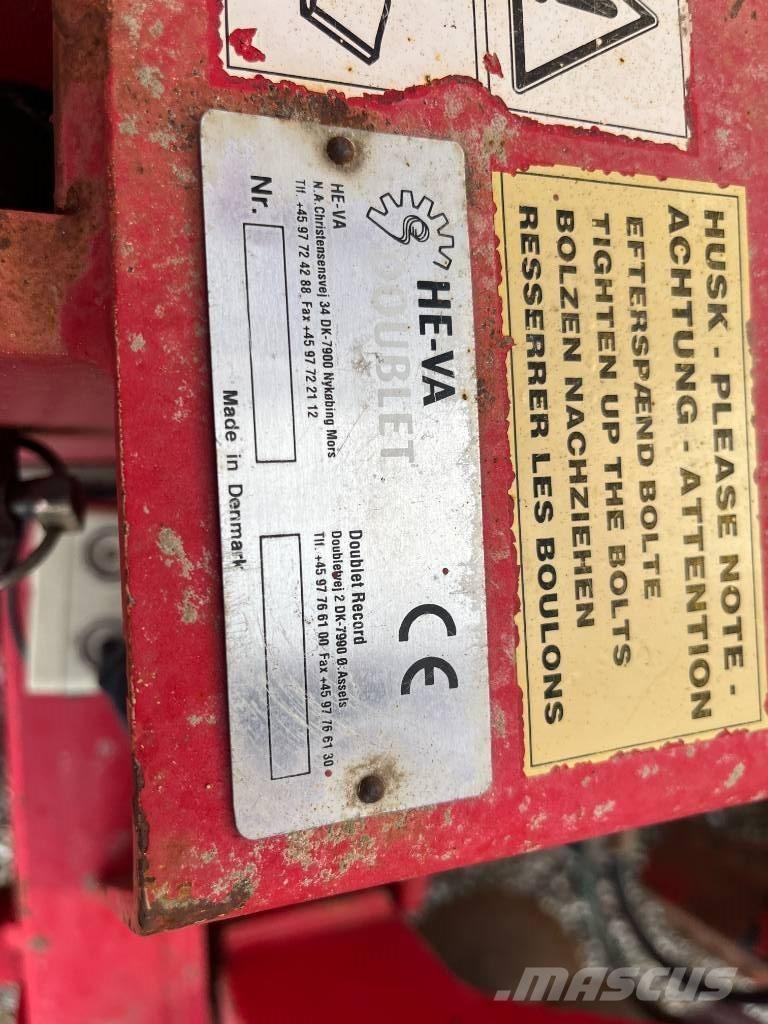 HE-VA
DOUBLET
HE-VA
N.A.Christensensvej 34 DK-7900 Nykøbing Mors
Tlf. +45 97 72 42 88 Fax +45 97 72 21 12
Doublet Record
Doubletvej 2 DK-7990 Ø.Assels
Tlf. +45 97 76 61 00 Fax +45 97 76 61 30
CE
Nr.
Made in Denmark
HUSK - PLEASE NOTE -
ACHTUNG - ATTENTION
EFTERSPÆND BOLTE
TIGHTEN UP THE BOLTS
BOLZEN NACHZIEHEN
RESSERRER LES BOULONS
MASCUS